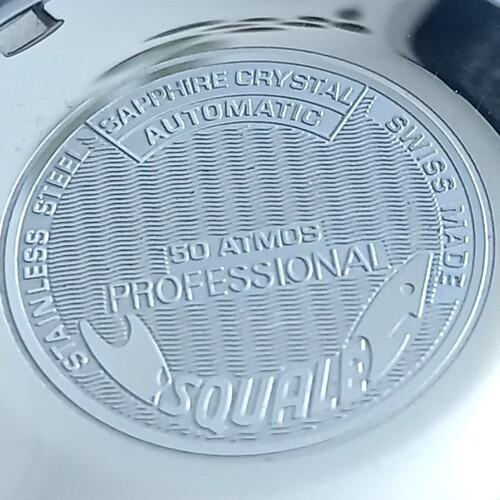 SAPPHIRE CRYSTAL
AUTOMATIC
STAINLESS STEEL
SWISS MADE
50 ATMOS
PROFESSIONAL
SQUALE